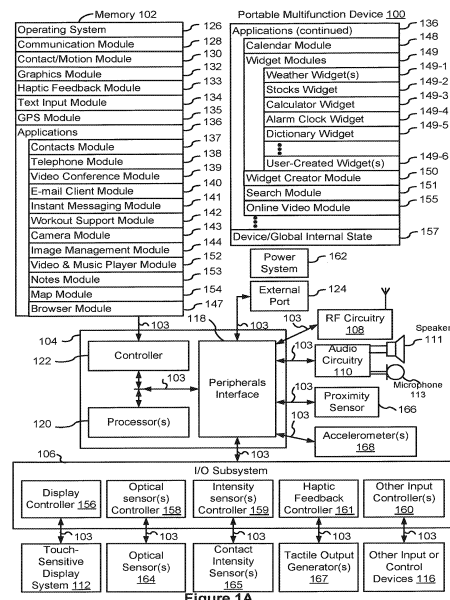 Memory 102
Operating System 126
Communication Module 128
Contact/Motion Module 130
Graphics Module 132
Haptic Feedback Module 133
Text Input Module 134
GPS Module 135
Applications 136
Contacts Module 137
Telephone Module 138
Video Conference Module 139
E-mail Client Module 140
Instant Messaging Module 141
Workout Support Module 142
Camera Module 143
Image Management Module 144
Video & Music Player Module 152
Notes Module 153
Map Module 154
Browser Module 147
Portable Multifunction Device 100
Applications (continued) 136
Calendar Module 148
Widget Modules 149
Weather Widget(s) 149-1
Stocks Widget 149-2
Calculator Widget 149-3
Alarm Clock Widget 149-4
Dictionary Widget 149-5
User-Created Widget(s) 149-6
Widget Creator Module 150
Search Module 151
Online Video Module 155
Device/Global Internal State 157
Power
System 162
External
Port 124
103
118
103
104
122
Controller
103
120
Processor(s)
Peripherals
Interface
103
RF Circuitry
108
103
Audio
Circuitry
110
Speaker
111
Microphone
113
103
Proximity
Sensor 166
103
Accelerometer(s)
168
103
106
I/O Subsystem
Display
Controller 156
Optical
sensor(s)
Controller 158
Intensity
sensor(s)
Controller 159
Haptic
Feedback
Controller 161
Other Input
Controller(s)
160
103 103 103 103 103
Touch-
Sensitive
Display
System 112
Optical
Sensor(s)
164
Contact
Intensity
Sensor(s)
165
Tactile Output
Generator(s)
167
Other Input or
Control
Devices 116
Figure 1A